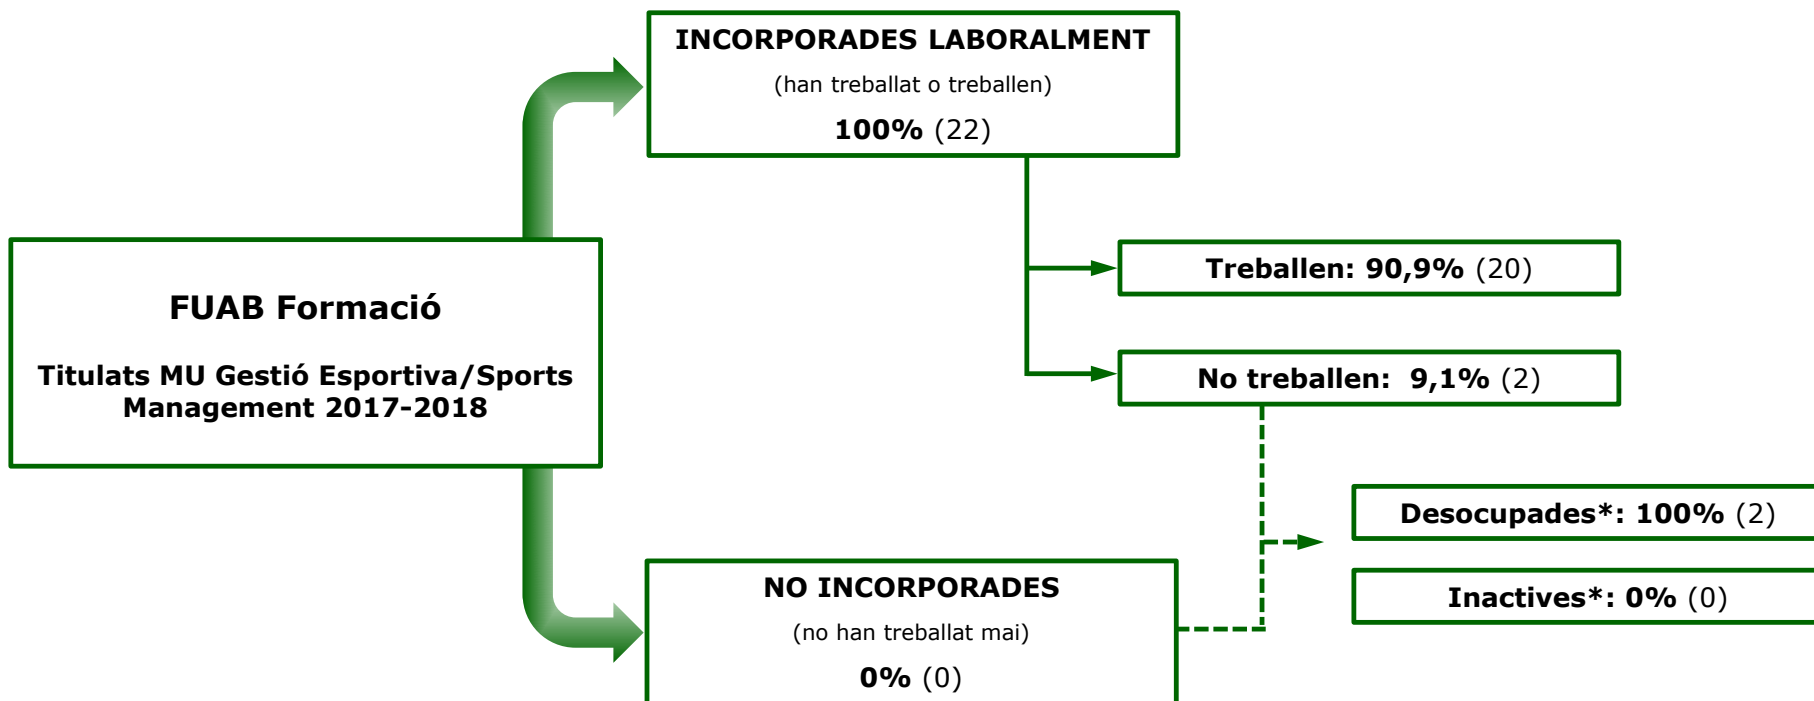 INCORPORADES LABORALMENT
(han treballat o treballen)
100% (22)
Treballen: 90,9% (20)
FUAB Formació
Titulats MU Gestió Esportiva/Sports
Management 2017-2018
No treballen:  9,1% (2)
Desocupades*: 100% (2)
Inactives*: 0% (0)
NO INCORPORADES
(no han treballat mai)
0% (0)